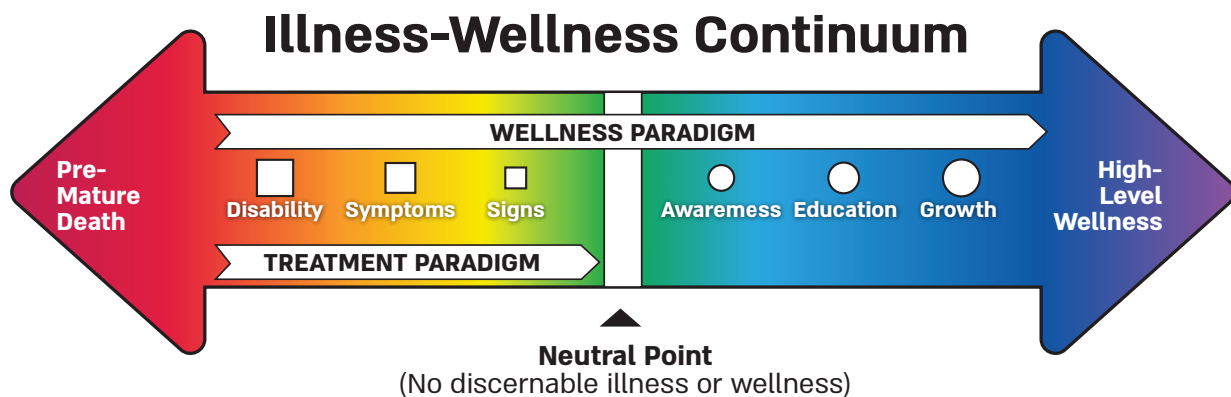 Illness-Wellness Continuum
WELLNESS PARADIGM
Pre-
Mature
Death
Disability
Symptoms
Signs
Awaremess
Education
Growth
High-
Level
Wellness
TREATMENT PARADIGM
Neutral Point
(No discernable illness or wellness)